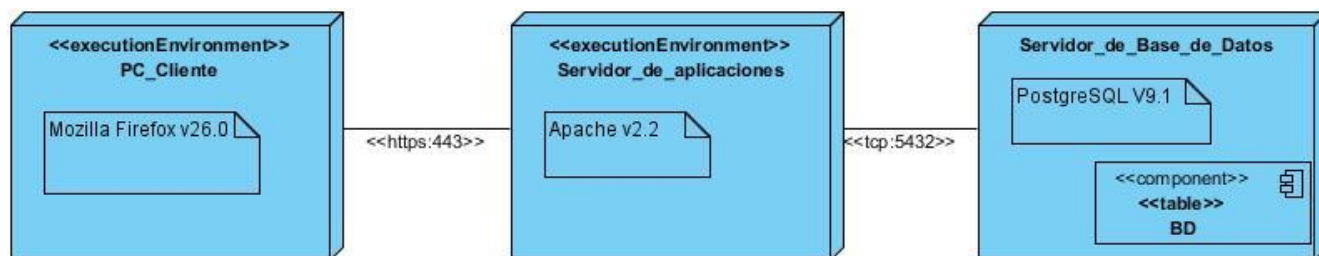 <<executionEnvironment>>
PC_Cliente
Mozilla Firefox v26.0
<<https:443>>
<<executionEnvironment>>
Servidor_de_aplicaciones
Apache v2.2
<<tcp:5432>>
Servidor_de_Base_de_Datos
PostgreSQL V9.1
<<component>>
<<table>>
BD